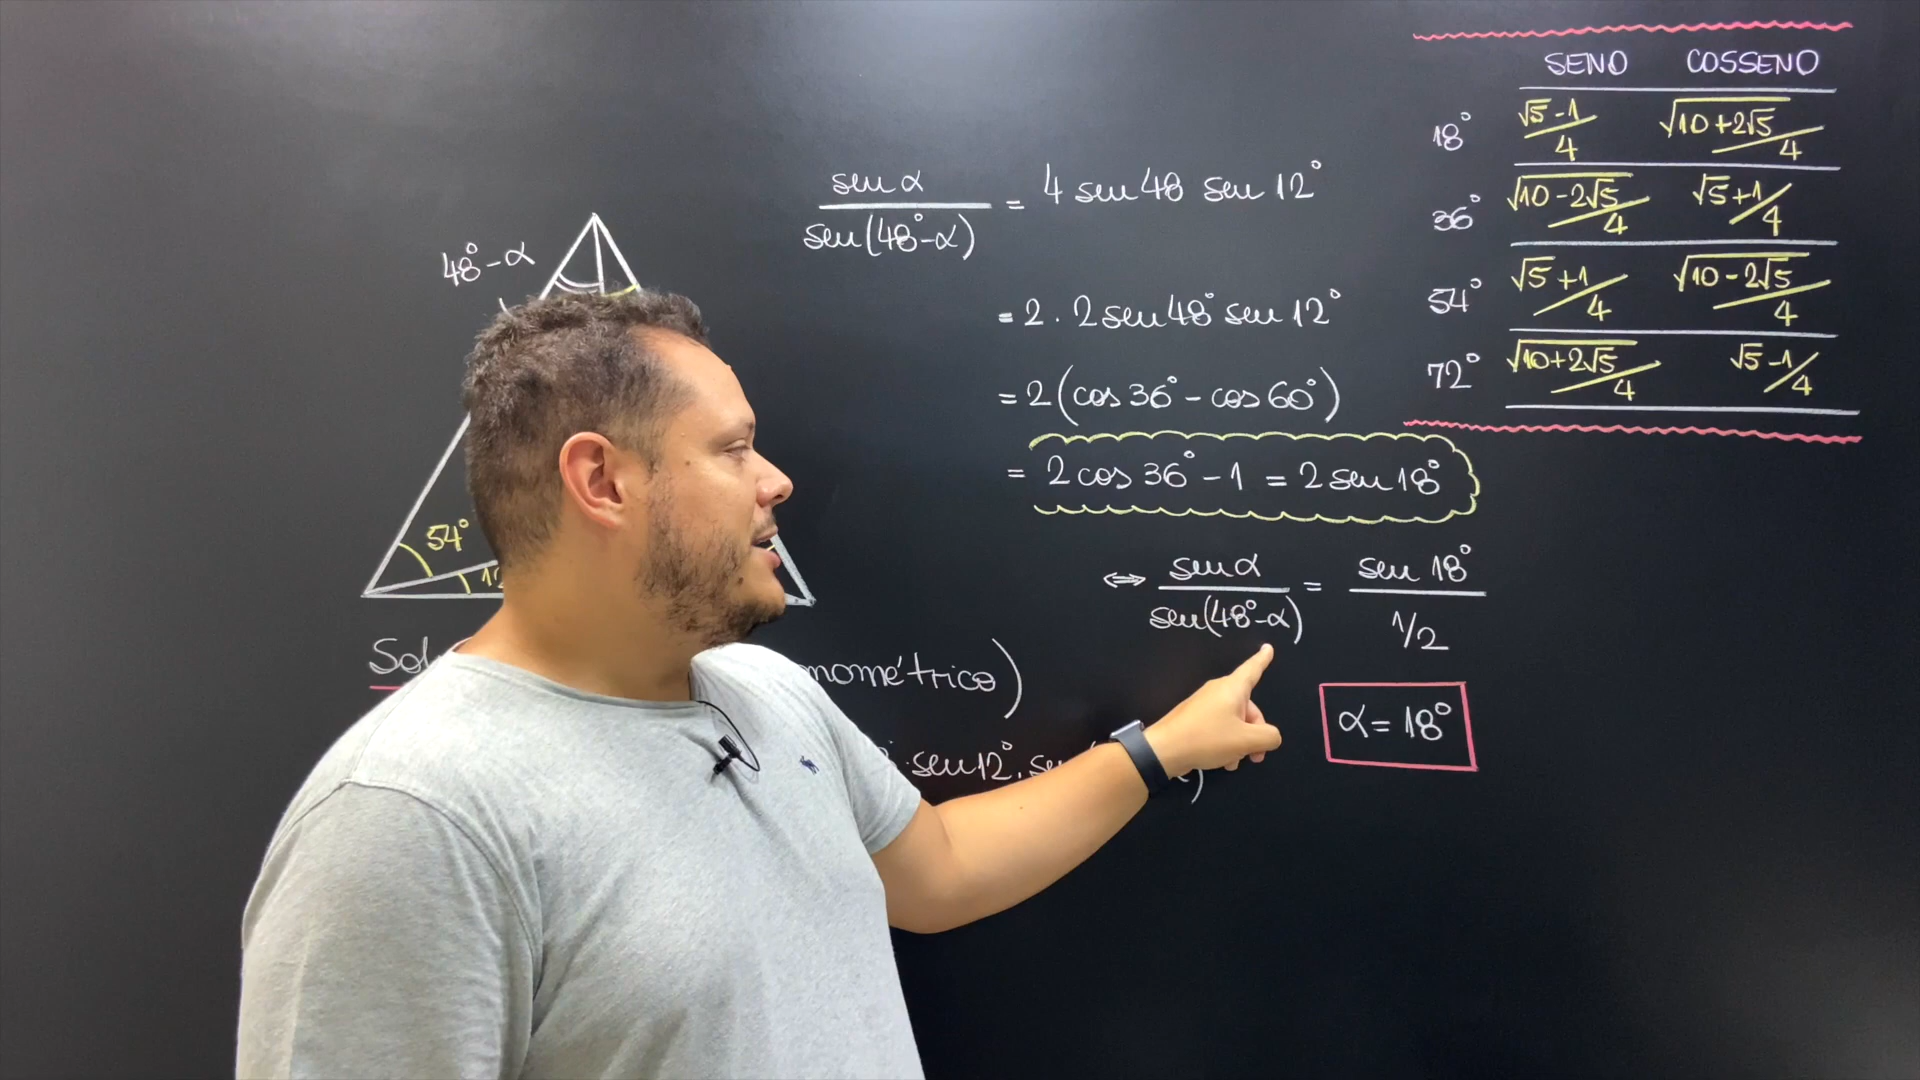 48° - α
54°
sen α / sen(48° - α) = 4 sen 48 sen 12°
= 2 · 2 sen 48° sen 12°
= 2 (cos 36° - cos 60°)
= 2 cos 36° - 1 = 2 sen 18°
⟺ sen α / sen(48° - α) = sen 18° / 1/2
α = 18°
nométrico)
· sen 12° ·
SENO COSSENO
18° √5 - 1/4 √10 + 2√5/4
36° √10 - 2√5/4 √5 + 1/4
54° √5 + 1/4 √10 - 2√5/4
72° √10 + 2√5/4 √5 - 1/4